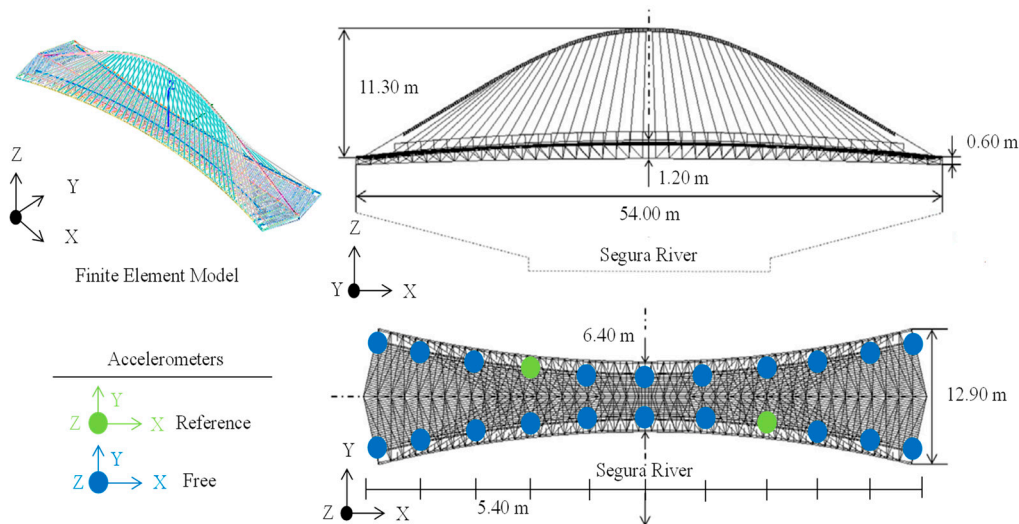 Z
Y
X
Finite Element Model
11.30 m
0.60 m
1.20 m
54.00 m
Segura River
Z
Y
X
Accelerometers
Y
Z
X
Reference
Y
Z
X
Free
6.40 m
12.90 m
Segura River
Y
Z
X
5.40 m